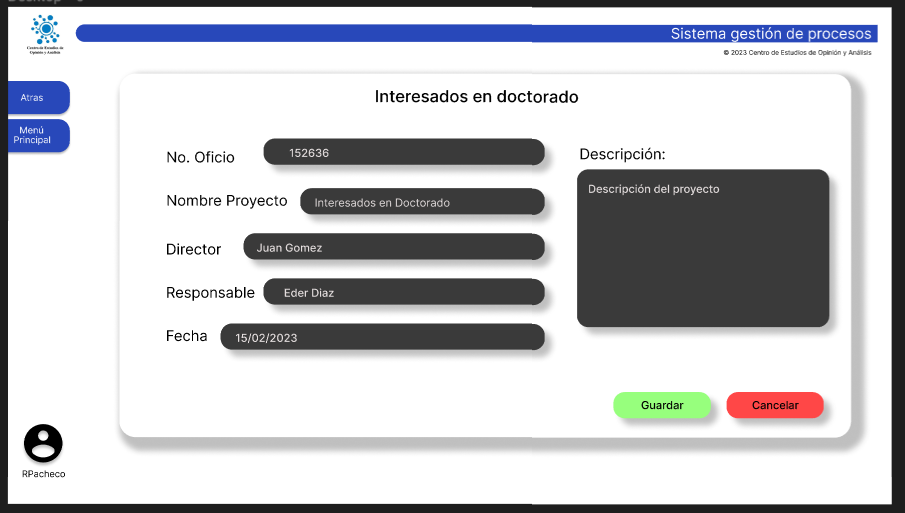 Centro de Estudios de
Opinión y Análisis
Sistema gestión de procesos
© 2023 Centro de Estudios de Opinión y Análisis
Atras
Menú
Principal
Interesados en doctorado
No. Oficio
152636
Nombre Proyecto
Interesados en Doctorado
Director
Juan Gomez
Responsable
Eder Diaz
Fecha
15/02/2023
Descripción:
Descripción del proyecto
Guardar
Cancelar
RPacheco